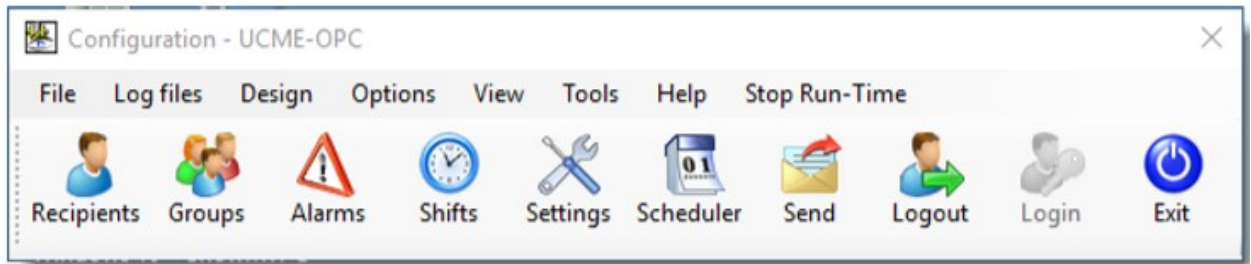 Configuration - UCME-OPC
File Log files Design Options View Tools Help Stop Run-Time
01
Recipients Groups Alarms Shifts Settings Scheduler Send Logout Login Exit